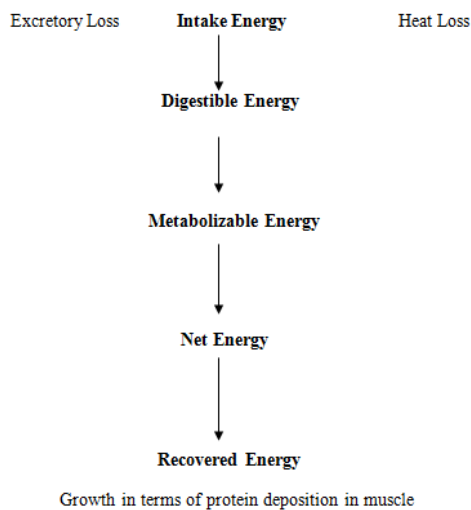 Excretory Loss Intake Energy Heat Loss
Digestible Energy
Metabolizable Energy
Net Energy
Recovered Energy
Growth in terms of protein deposition in muscle